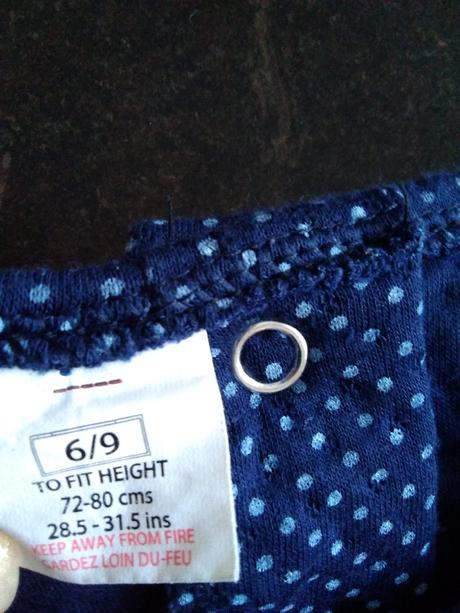 6/9
TO FIT HEIGHT
72-80 cms
28.5 - 31.5 ins
KEEP AWAY FROM FIRE
GARDEZ LOIN DU-FEU